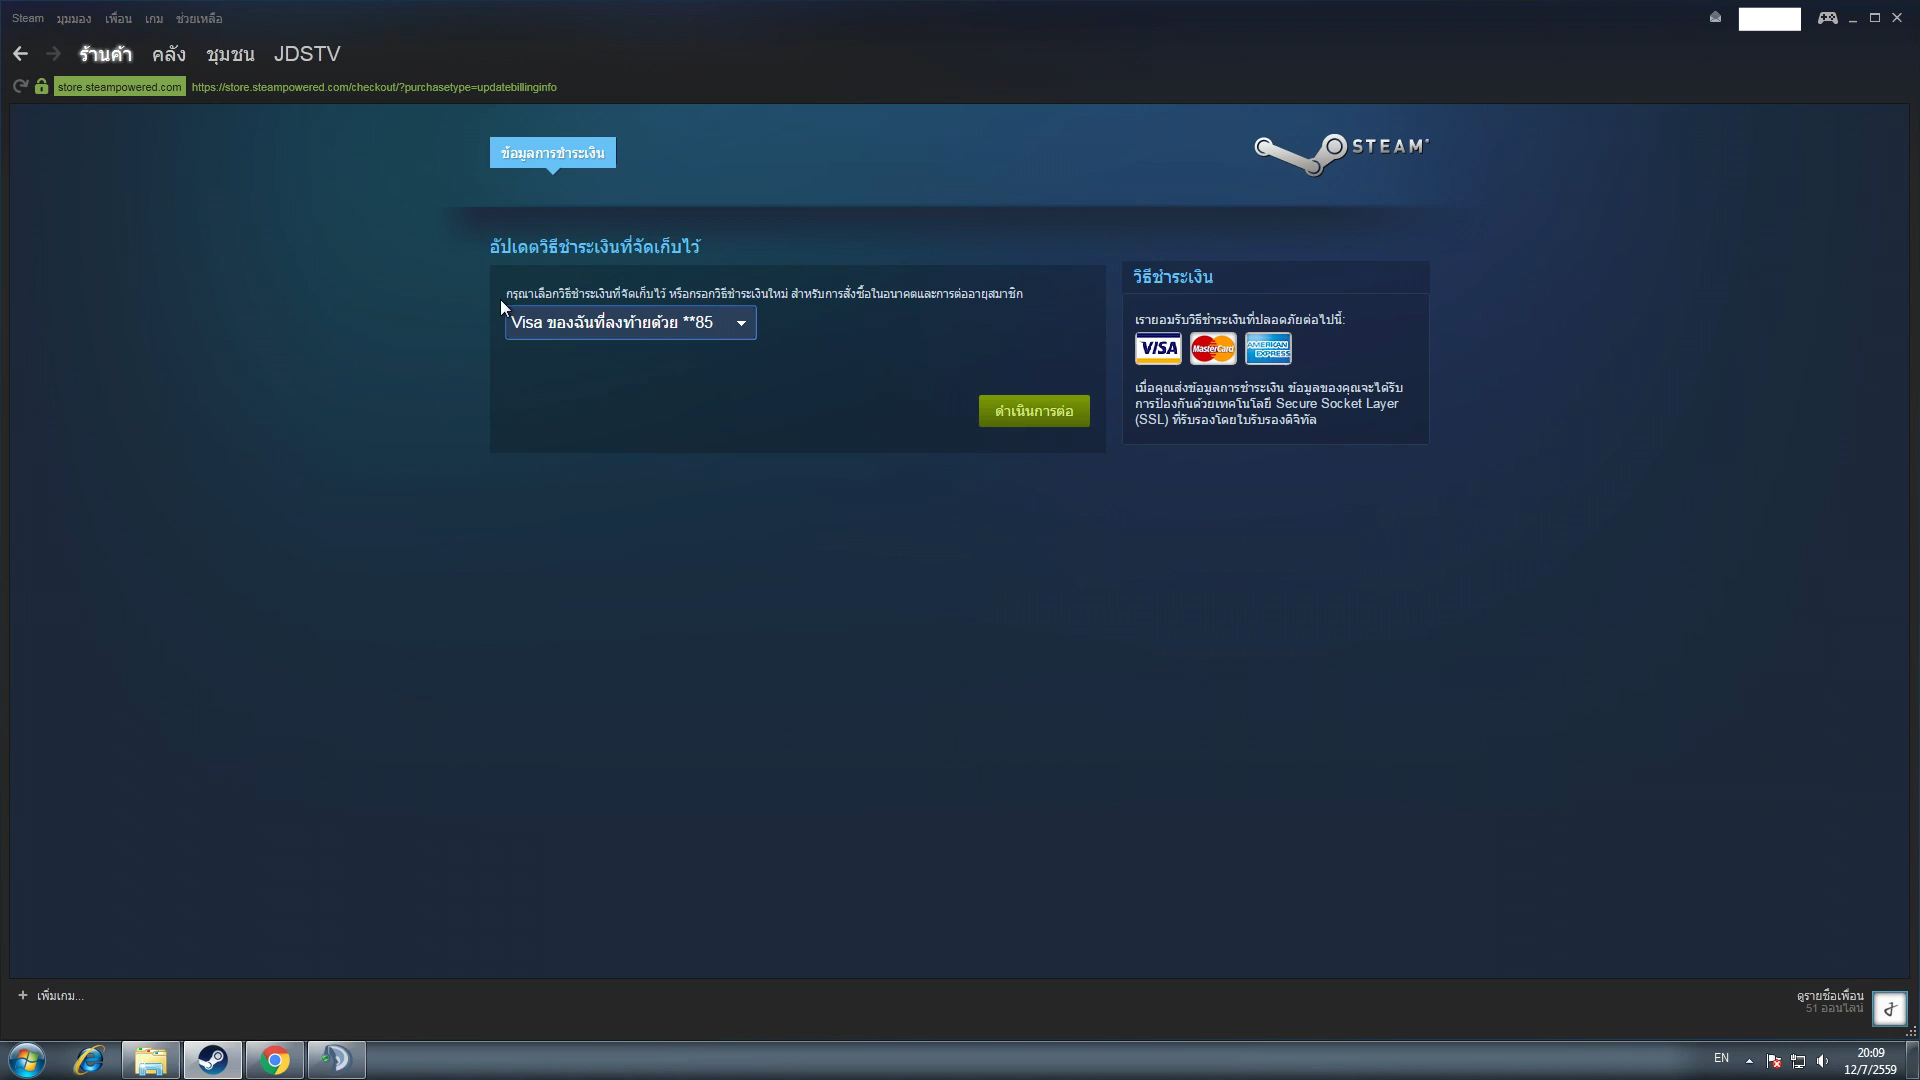 Steam มุมมอง เพื่อน เกม ช่วยเหลือ
ร้านค้า คลัง ชุมชน JDSTV
store.steampowered.com https://store.steampowered.com/checkout/?purchasetype=updatebillinginfo
ข้อมูลการชำระเงิน
STEAM
อัปเดตวิธีชำระเงินที่จัดเก็บไว้
กรุณาเลือกวิธีชำระเงินที่จัดเก็บไว้ หรือกรอกวิธีชำระเงินใหม่ สำหรับการสั่งซื้อในอนาคตและการต่ออายุสมาชิก
Visa ของฉันที่ลงท้ายด้วย **85
ดำเนินการต่อ
วิธีชำระเงิน
เรายอมรับวิธีชำระเงินที่ปลอดภัยต่อไปนี้:
VISA MasterCard AMERICAN EXPRESS
เมื่อคุณส่งข้อมูลการชำระเงิน ข้อมูลของคุณจะได้รับ
การป้องกันด้วยเทคโนโลยี Secure Socket Layer
(SSL) ที่รับรองโดยใบรับรองดิจิทัล
+ เพิ่มเกม...
ดูรายชื่อเพื่อน
51 ออนไลน์
EN
20:09
12/7/2559